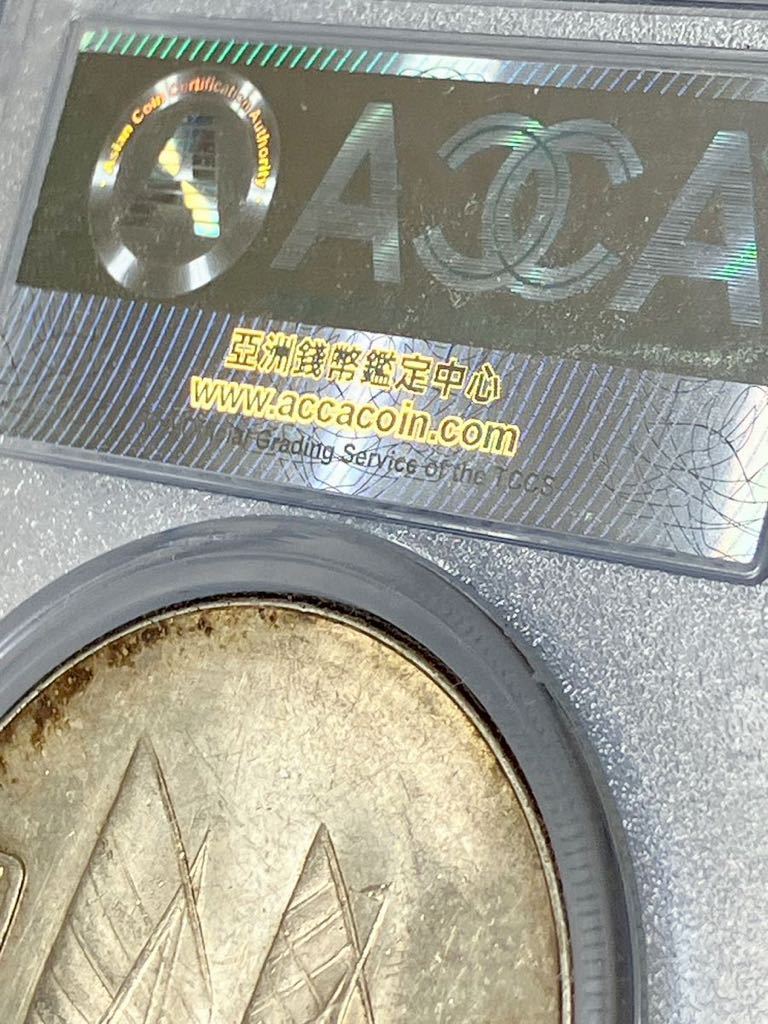 Asian Coin Certification Authority
ACCA
亞洲錢幣鑑定中心
www.accacoin.com
Grading Service of the TCCS